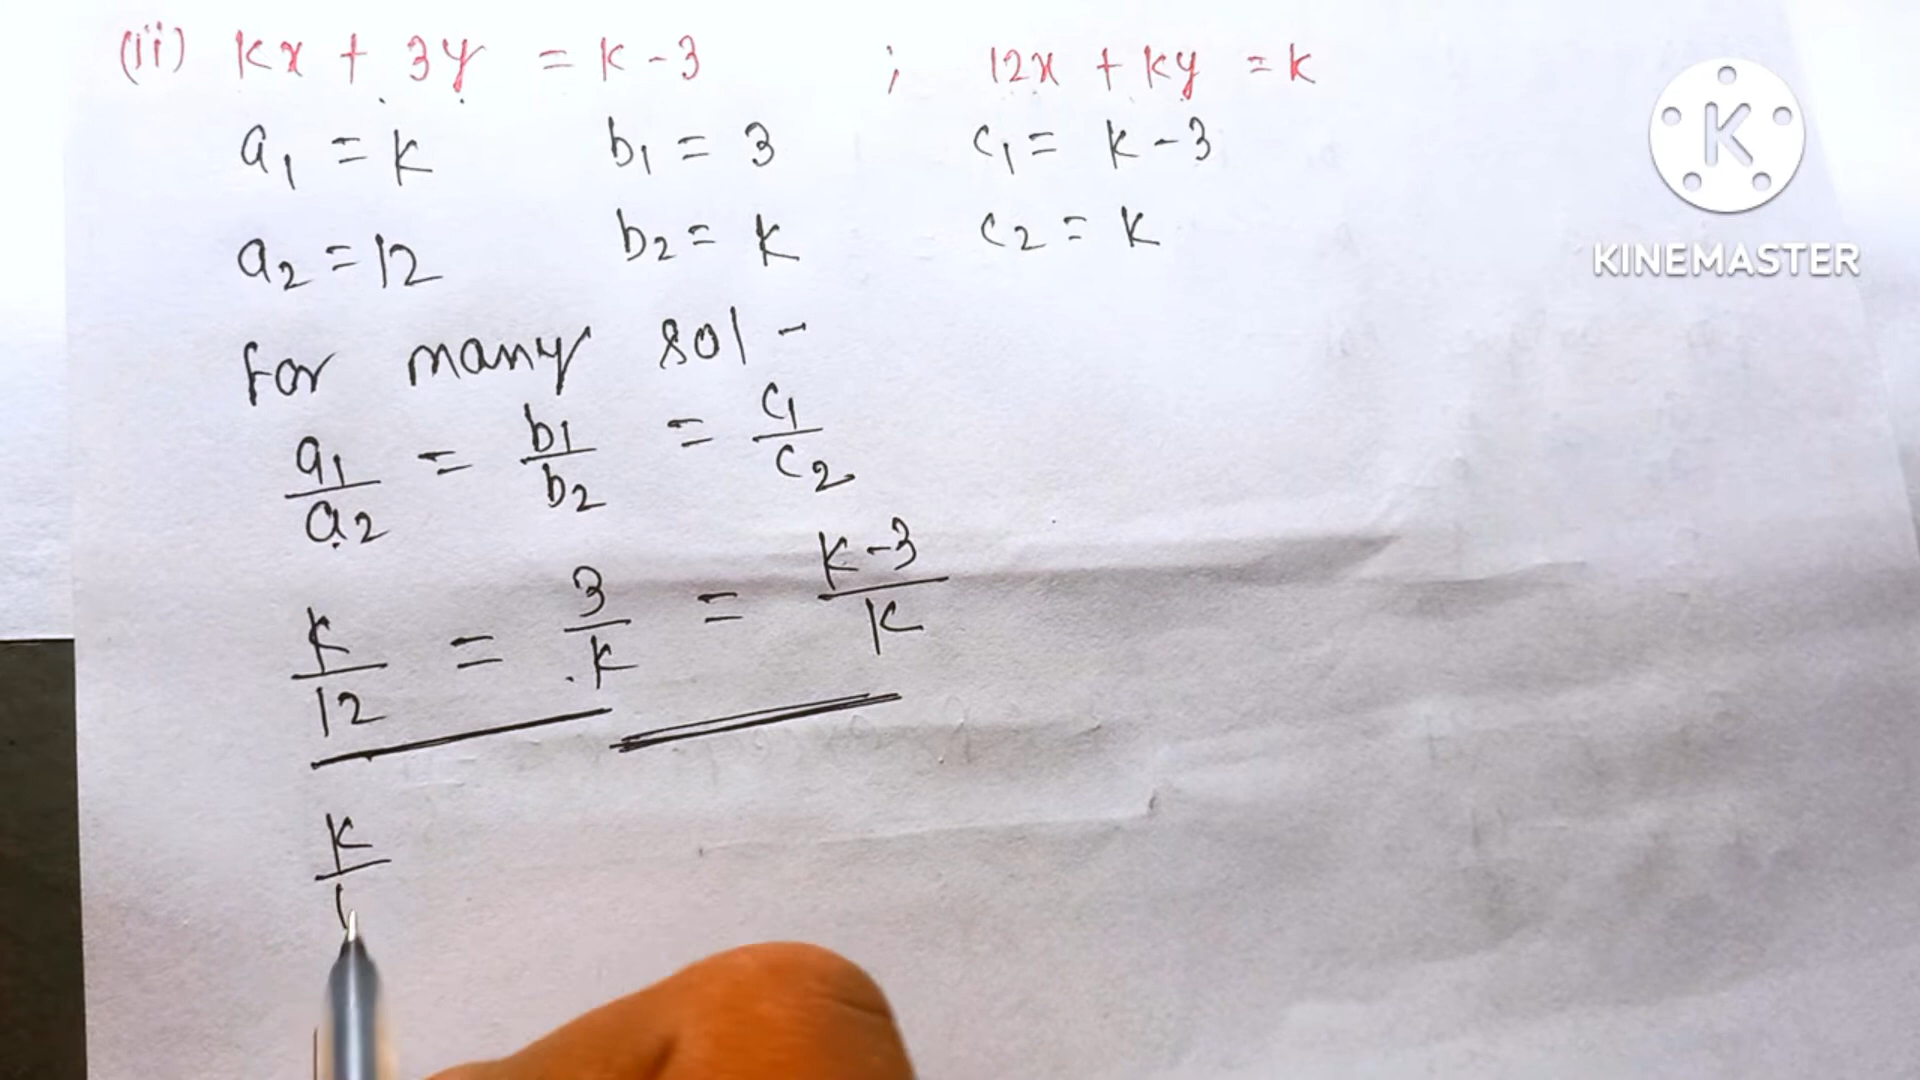 (ii) kx + 3y = k - 3 ; 12x + ky = k
a1 = k b1 = 3 c1 = k - 3
a2 = 12 b2 = k c2 = k
K
KINEMASTER
for many sol -
a1/a2 = b1/b2 = c1/c2
k/12 = 3/k = k-3/k
k/1